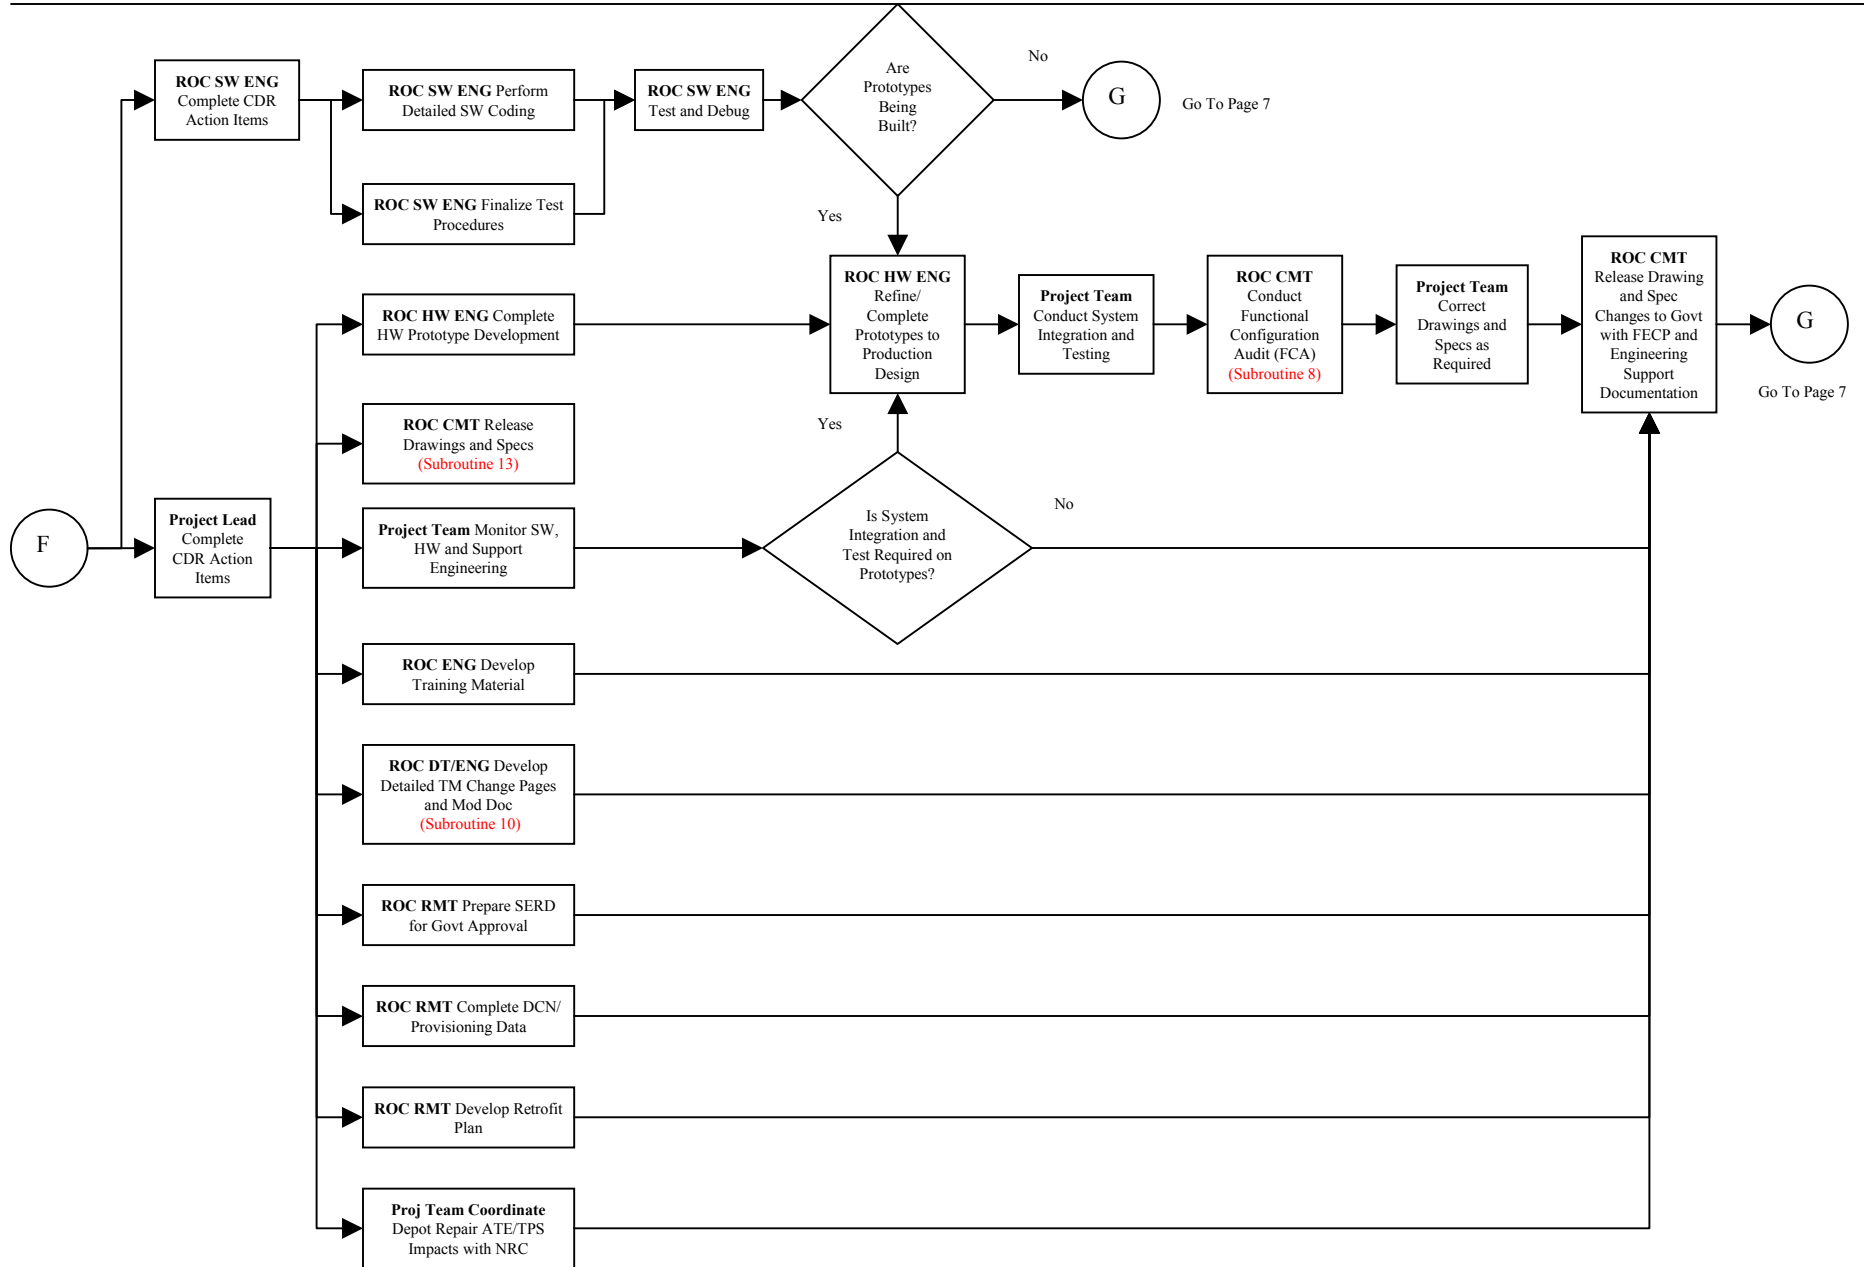 ROC SW ENG
Complete CDR
Action Items
ROC SW ENG Perform
Detailed SW Coding
ROC SW ENG
Test and Debug
Are
Prototypes
Being
Built?
No
G
Go To Page 7
ROC SW ENG Finalize Test
Procedures
Yes
ROC HW ENG Complete
HW Prototype Development
ROC HW ENG
Refine/
Complete
Prototypes to
Production
Design
Project Team
Conduct System
Integration and
Testing
ROC CMT
Conduct
Functional
Configuration
Audit (FCA)
(Subroutine 8)
Project Team
Correct
Drawings and
Specs as
Required
ROC CMT
Release Drawing
and Spec
Changes to Govt
with FECP and
Engineering
Support
Documentation
G
Go To Page 7
ROC CMT Release
Drawings and Specs
(Subroutine 13)
Yes
F
Project Lead
Complete
CDR Action
Items
Project Team Monitor SW,
HW and Support
Engineering
Is System
Integration and
Test Required on
Prototypes?
No
ROC ENG Develop
Training Material
ROC DT/ENG Develop
Detailed TM Change Pages
and Mod Doc
(Subroutine 10)
ROC RMT Prepare SERD
for Govt Approval
ROC RMT Complete DCN/
Provisioning Data
ROC RMT Develop Retrofit
Plan
Proj Team Coordinate
Depot Repair ATE/TPS
Impacts with NRC